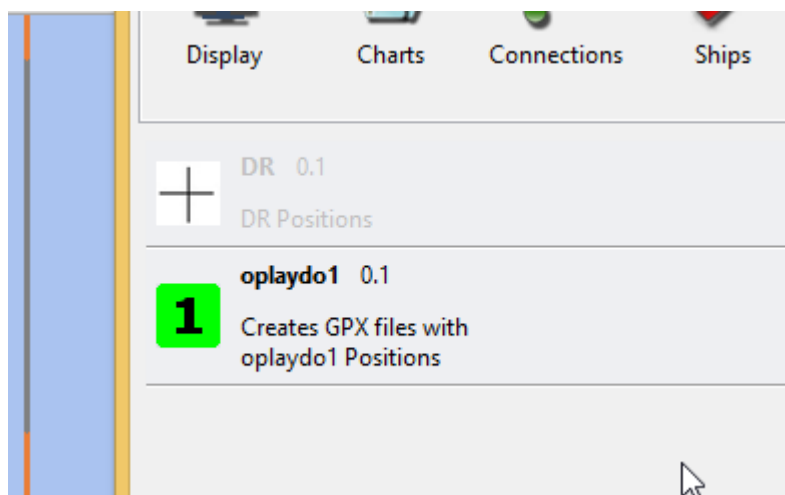 Display Charts Connections Ships
DR 0.1
DR Positions
oplaydo1 0.1
1
Creates GPX files with
oplaydo1 Positions